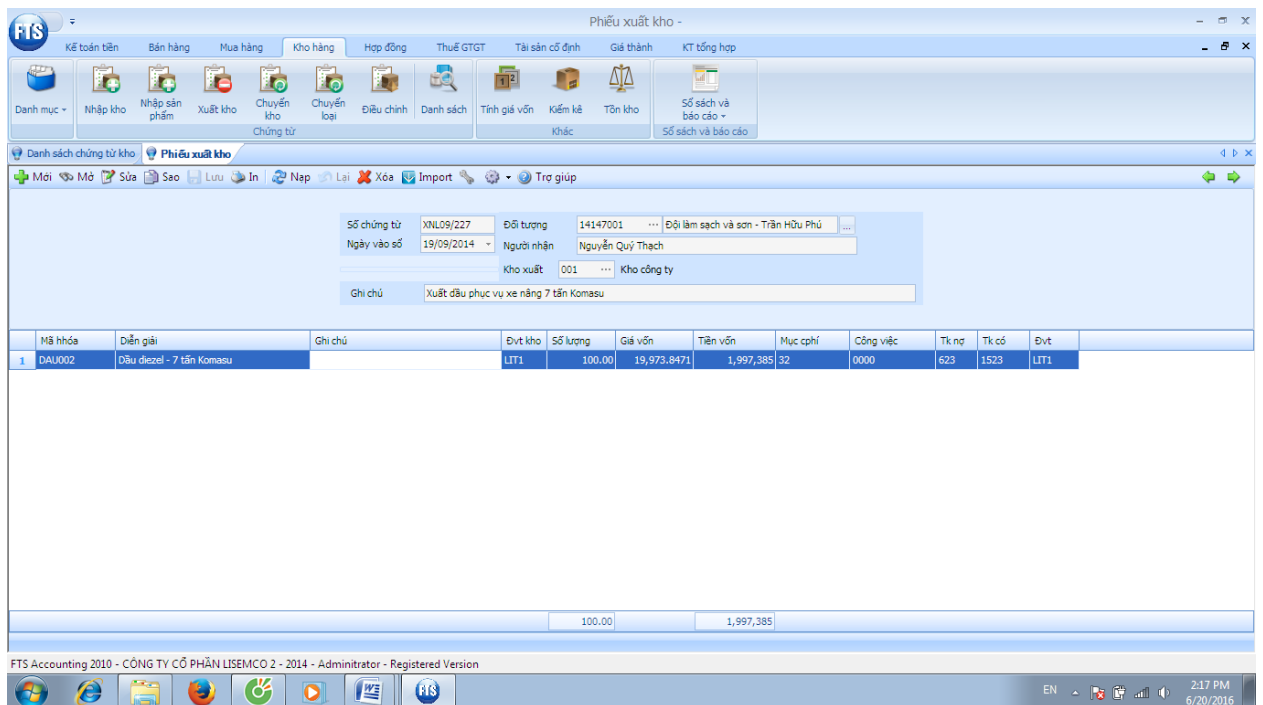 FTS
Phiếu xuất kho -
Kế toán tiền Bán hàng Mua hàng Kho hàng Hợp đồng Thuế GTGT Tài sản cố định Giá thành KT tổng hợp
Danh mục Nhập kho Nhập sản phẩm Xuất kho Chuyển kho Chuyển loại Điều chỉnh Danh sách Tính giá vốn Kiểm kê Tồn kho Sổ sách và báo cáo
Chứng từ Khác Sổ sách và báo cáo
Danh sách chứng từ kho Phiếu xuất kho
Mới Mở Sửa Sao Lưu In Nạp Lại Xóa Import Trợ giúp
Số chứng từ XNL09/227 Đối tượng 14147001 ... Đội làm sạch và sơn - Trần Hữu Phú ...
Ngày vào sổ 19/09/2014 Người nhận Nguyễn Quý Thạch
Kho xuất 001 ... Kho công ty
Ghi chú Xuất dầu phục vụ xe nâng 7 tấn Komasu
Mã hhóa Diễn giải Ghi chú Đvt kho Số lượng Giá vốn Tiền vốn Mục cphí Công việc Tk nợ Tk có Đvt
1 DAU002 Dầu diezel - 7 tấn Komasu LIT1 100.00 19,973.8471 1,997,385 32 0000 623 1523 LIT1
100.00 1,997,385
FTS Accounting 2010 - CÔNG TY CỔ PHẦN LISEMCO 2 - 2014 - Adminitrator - Registered Version
FTS EN 2:17 PM
6/20/2016